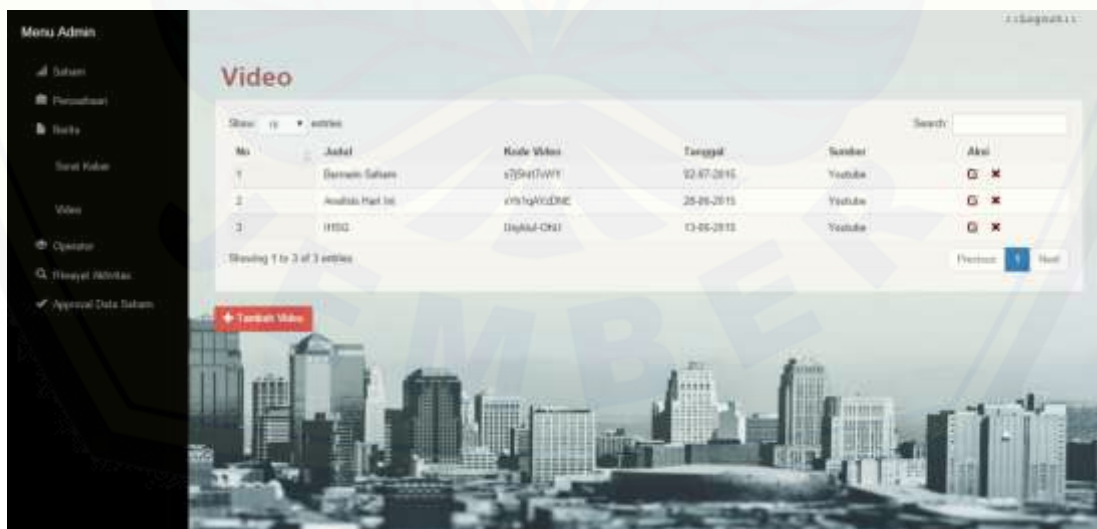 ::Logout::
Menu Admin
Saham
Perusahaan
Berita
Surat Kabar
Video
Operator
Riwayat Aktivitas
Approval Data Saham
Video
Show 10 entries
Search:
No Judul Kode Video Tanggal Sumber Aksi
1 Bermain Saham 02-07-2015 Youtube
2 Analisis Hari Ini 28-06-2015 Youtube
3 IHSG 13-06-2015 Youtube
Showing 1 to 3 of 3 entries
Previous 1 Next
Tambah Video
JEMBER